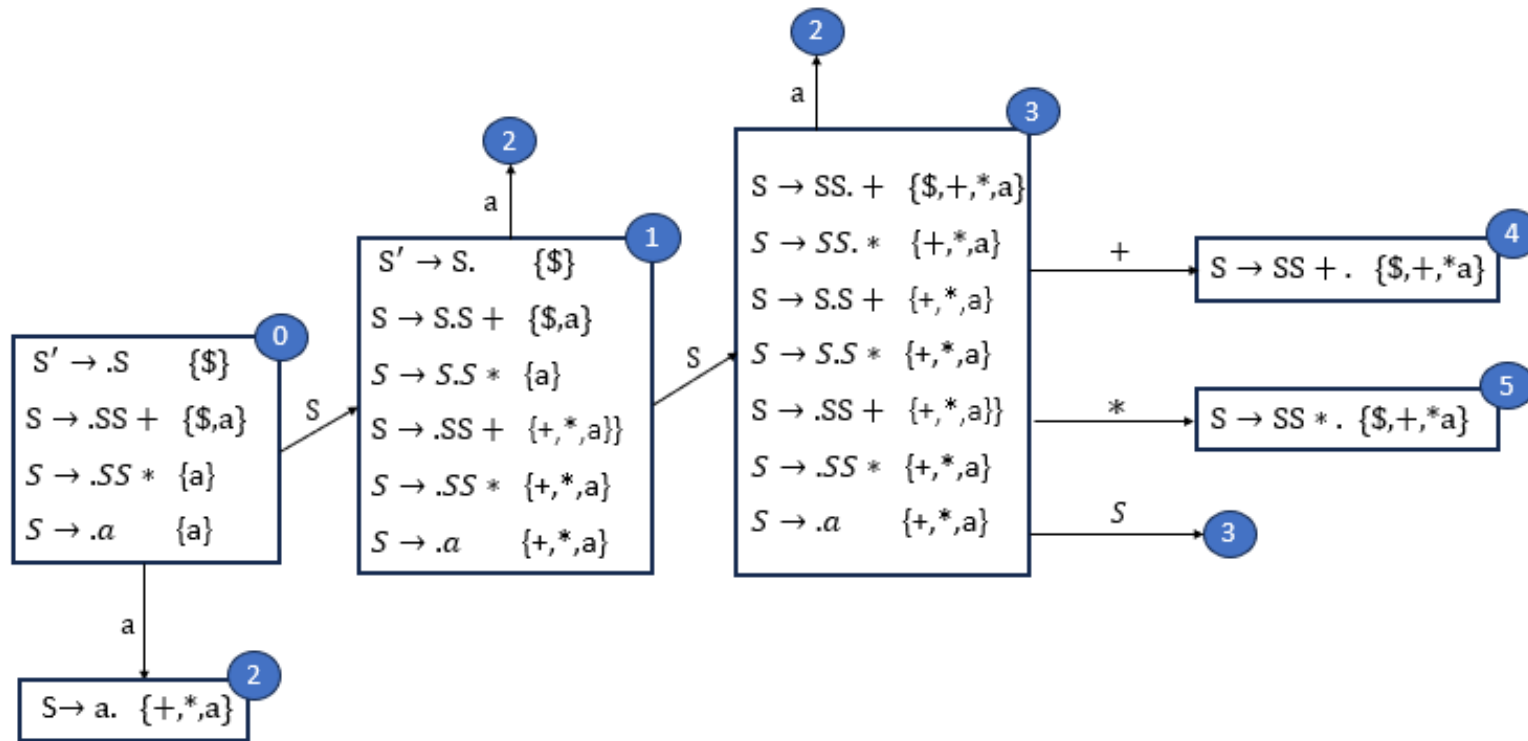 0
S′ → .S {$}
S → .SS + {$,a}
S → .SS * {a}
S → .a {a}
a
2
S→ a. {+,*,a}
S
2
a
1
S′ → S. {$}
S → S.S + {$,a}
S → S.S * {a}
S → .SS + {+,*,a}}
S → .SS * {+,*,a}
S → .a {+,*,a}
S
2
a
3
S → SS. + {$,+,*,a}
S → SS. * {+,*,a}
S → S.S + {+,*,a}
S → S.S * {+,*,a}
S → .SS + {+,*,a}}
S → .SS * {+,*,a}
S → .a {+,*,a}
+
4
S → SS + . {$,+,*a}
*
5
S → SS * . {$,+,*a}
S
3